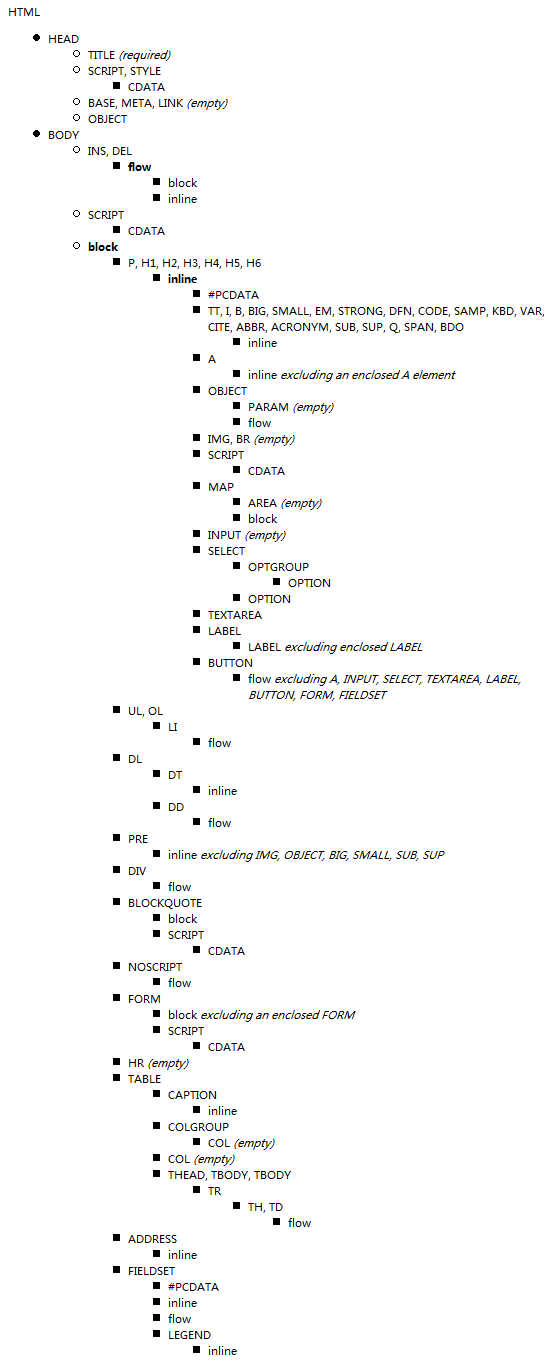 HTML
HEAD
TITLE (required)
SCRIPT, STYLE
CDATA
BASE, META, LINK (empty)
OBJECT
BODY
INS, DEL
flow
block
inline
SCRIPT
CDATA
block
P, H1, H2, H3, H4, H5, H6
inline
#PCDATA
TT, I, B, BIG, SMALL, EM, STRONG, DFN, CODE, SAMP, KBD, VAR,
CITE, ABBR, ACRONYM, SUB, SUP, Q, SPAN, BDO
inline
A
inline excluding an enclosed A element
OBJECT
PARAM (empty)
flow
IMG, BR (empty)
SCRIPT
CDATA
MAP
AREA (empty)
block
INPUT (empty)
SELECT
OPTGROUP
OPTION
OPTION
TEXTAREA
LABEL
LABEL excluding enclosed LABEL
BUTTON
flow excluding A, INPUT, SELECT, TEXTAREA, LABEL,
BUTTON, FORM, FIELDSET
UL, OL
LI
flow
DL
DT
inline
DD
flow
PRE
inline excluding IMG, OBJECT, BIG, SMALL, SUB, SUP
DIV
flow
BLOCKQUOTE
block
SCRIPT
CDATA
NOSCRIPT
flow
FORM
block excluding an enclosed FORM
SCRIPT
CDATA
HR (empty)
TABLE
CAPTION
inline
COLGROUP
COL (empty)
COL (empty)
THEAD, TBODY, TBODY
TR
TH, TD
flow
ADDRESS
inline
FIELDSET
#PCDATA
inline
flow
LEGEND
inline